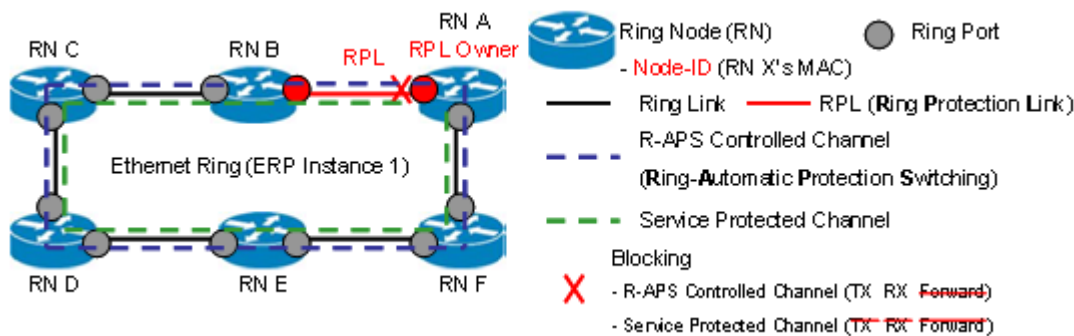 RN C
RN B
RPL
RN A
RPL Owner
Ethernet Ring (ERP Instance 1)
RN D
RN E
RN F
Ring Node (RN)
- Node-ID (RN X's MAC)
Ring Port
Ring Link
RPL (Ring Protection Link)
R-APS Controlled Channel
(Ring-Automatic Protection Switching)
Service Protected Channel
Blocking
- R-APS Controlled Channel (TX RX Forward)
- Service Protected Channel (TX RX Forward)